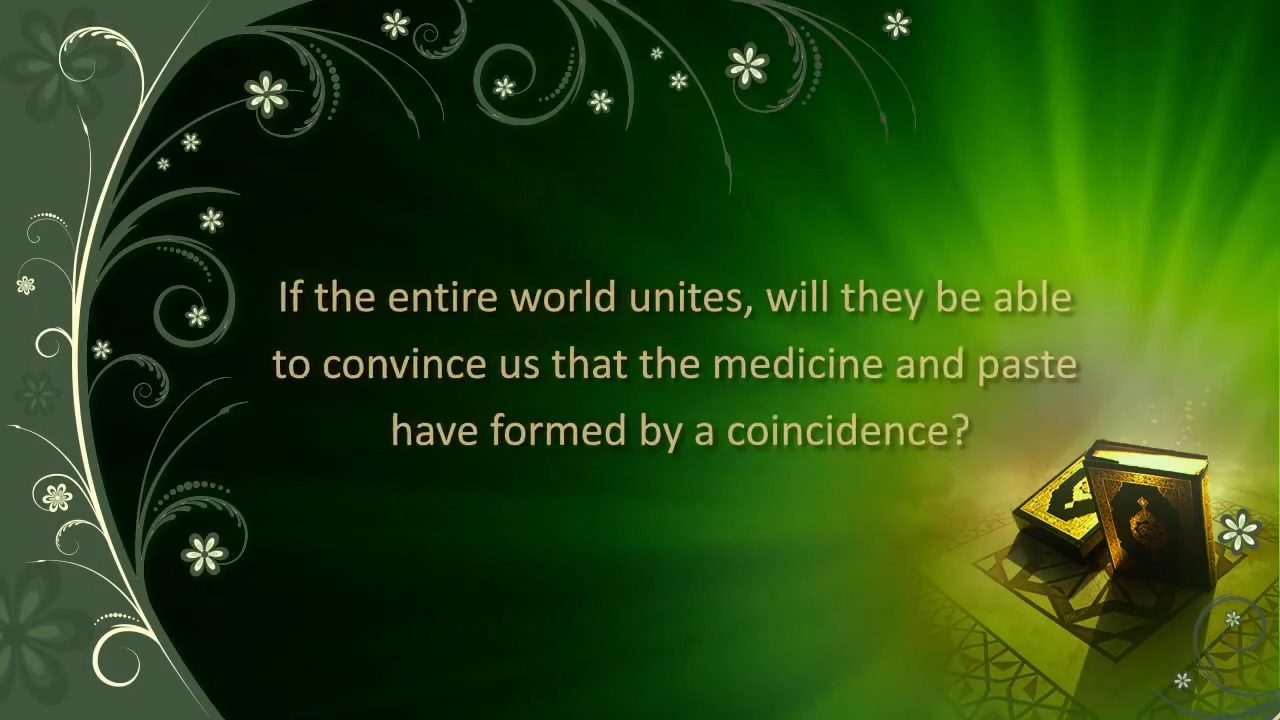 If the entire world unites, will they be able
to convince us that the medicine and paste
have formed by a coincidence?